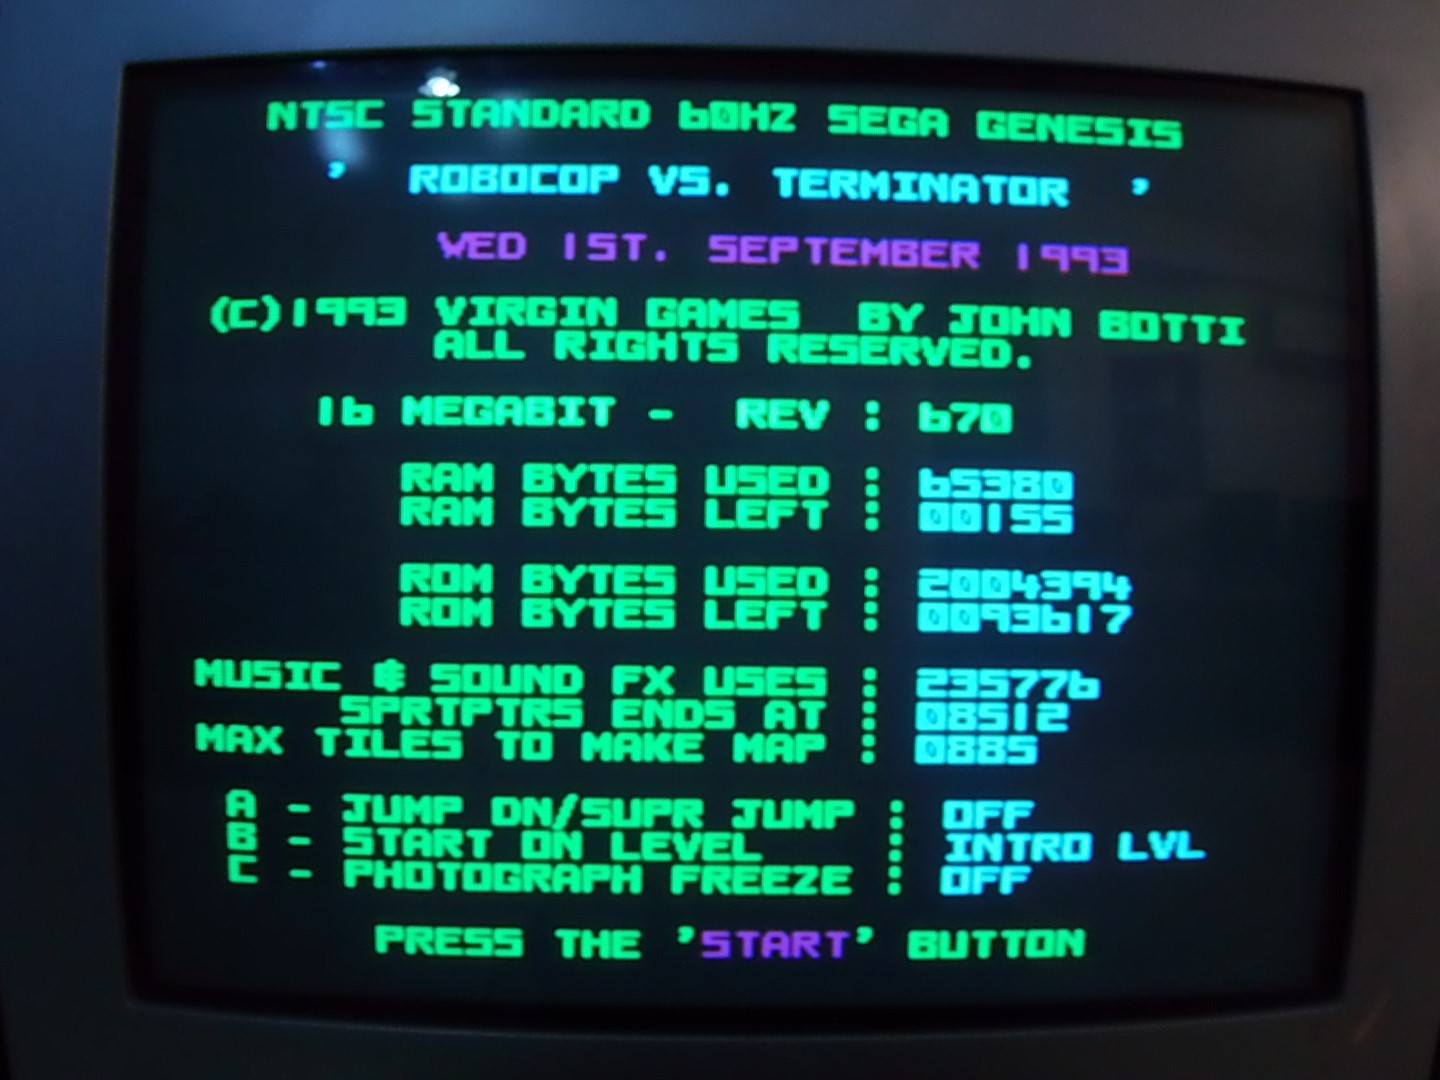 NTSC STANDARD 60HZ SEGA GENESIS
' ROBOCOP VS. TERMINATOR '
WED 1ST. SEPTEMBER 1993
(C)1993 VIRGIN GAMES BY JOHN BOTTI
ALL RIGHTS RESERVED.
16 MEGABIT - REV : 670
RAM BYTES USED : 65380
RAM BYTES LEFT : 00155
ROM BYTES USED : 2004394
ROM BYTES LEFT : 0093617
MUSIC & SOUND FX USES : 235776
SPRTPTRS ENDS AT : 08512
MAX TILES TO MAKE MAP : 0885
A - JUMP DN/SUPR JUMP : OFF
B - START ON LEVEL : INTRO LVL
C - PHOTOGRAPH FREEZE : OFF
PRESS THE 'START' BUTTON